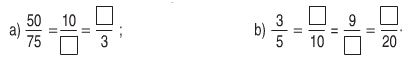 a) 50/75 = 10/□ = □/3 ; b) 3/5 = □/10 = 9/□ = □/20.